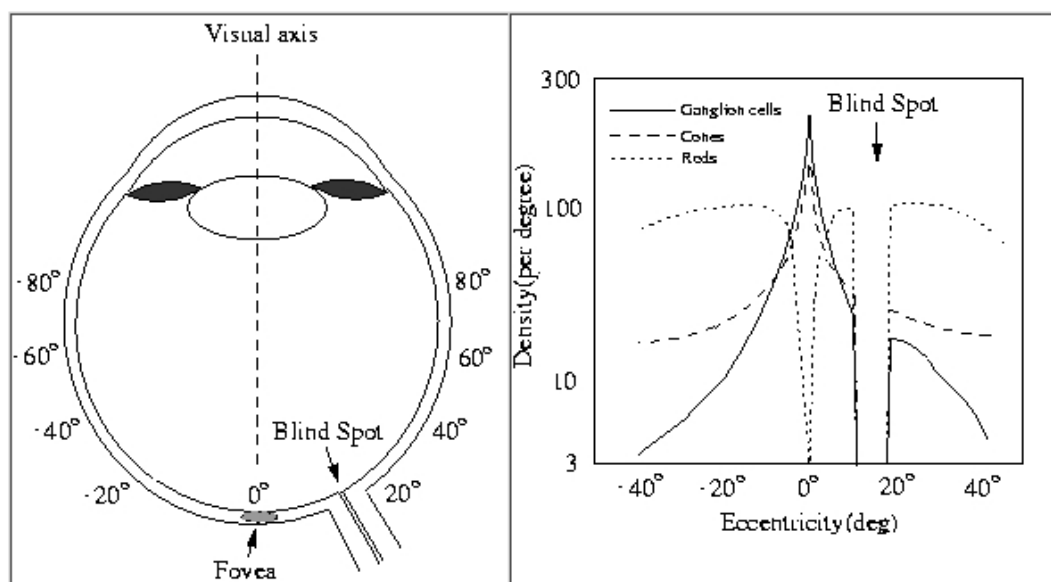 Visual axis
-80°
80°
-60°
60°
-40°
Blind Spot
40°
-20°
0°
20°
Fovea
300
Ganglion cells
Blind Spot
Cones
Rods
100
Density(per degree)
10
3
-40°
-20°
0°
20°
40°
Eccentricity(deg)